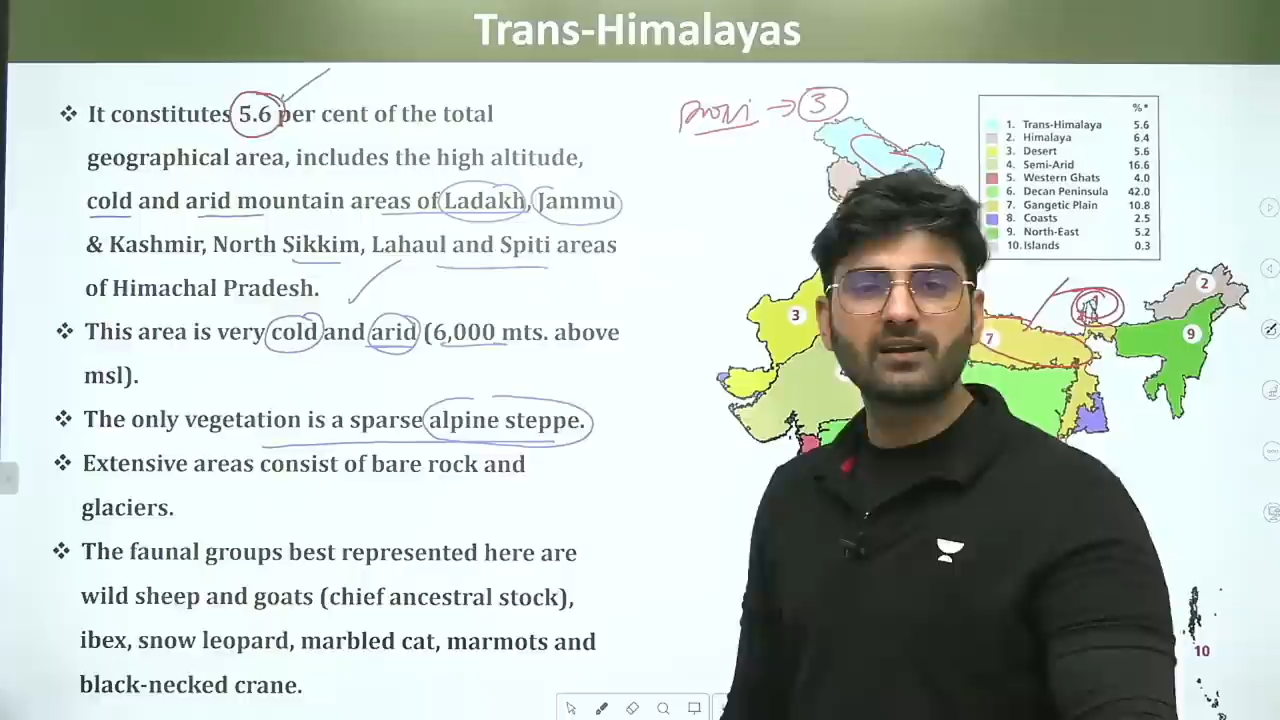 Trans-Himalayas
❖ It constitutes 5.6 per cent of the total
geographical area, includes the high altitude,
cold and arid mountain areas of Ladakh, Jammu
& Kashmir, North Sikkim, Lahaul and Spiti areas
of Himachal Pradesh.
❖ This area is very cold and arid (6,000 mts. above
msl).
❖ The only vegetation is a sparse alpine steppe.
❖ Extensive areas consist of bare rock and
glaciers.
❖ The faunal groups best represented here are
wild sheep and goats (chief ancestral stock),
ibex, snow leopard, marbled cat, marmots and
black-necked crane.
→ 3
%*
1. Trans-Himalaya 5.6
2. Himalaya 6.4
3. Desert 5.6
4. Semi-Arid 16.6
5. Western Ghats 4.0
6. Decan Peninsula 42.0
7. Gangetic Plain 10.8
8. Coasts 2.5
9. North-East 5.2
10. Islands 0.3
2
3
7
9
10